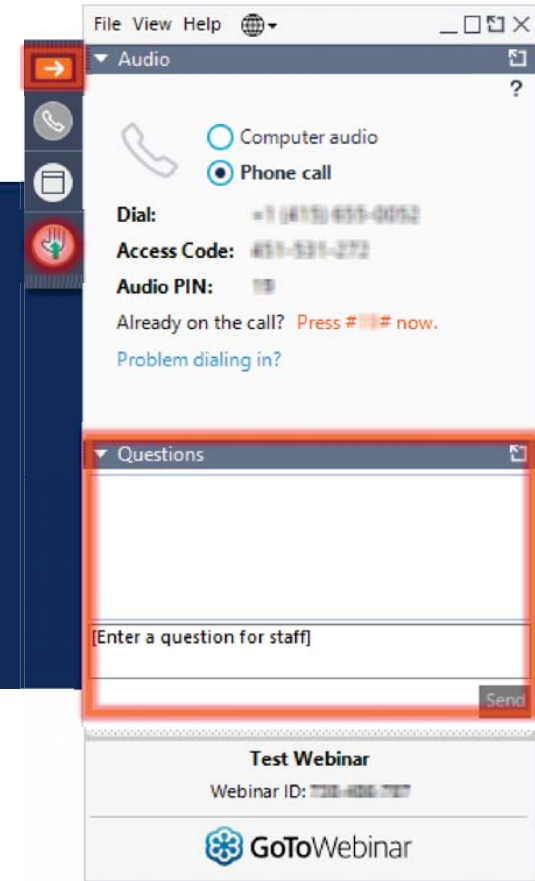 File View Help
Audio
?
Computer audio
Phone call
Dial:
Access Code:
Audio PIN:
Already on the call? Press # # now.
Problem dialing in?
Questions
[Enter a question for staff]
Send
Test Webinar
Webinar ID:
GoToWebinar